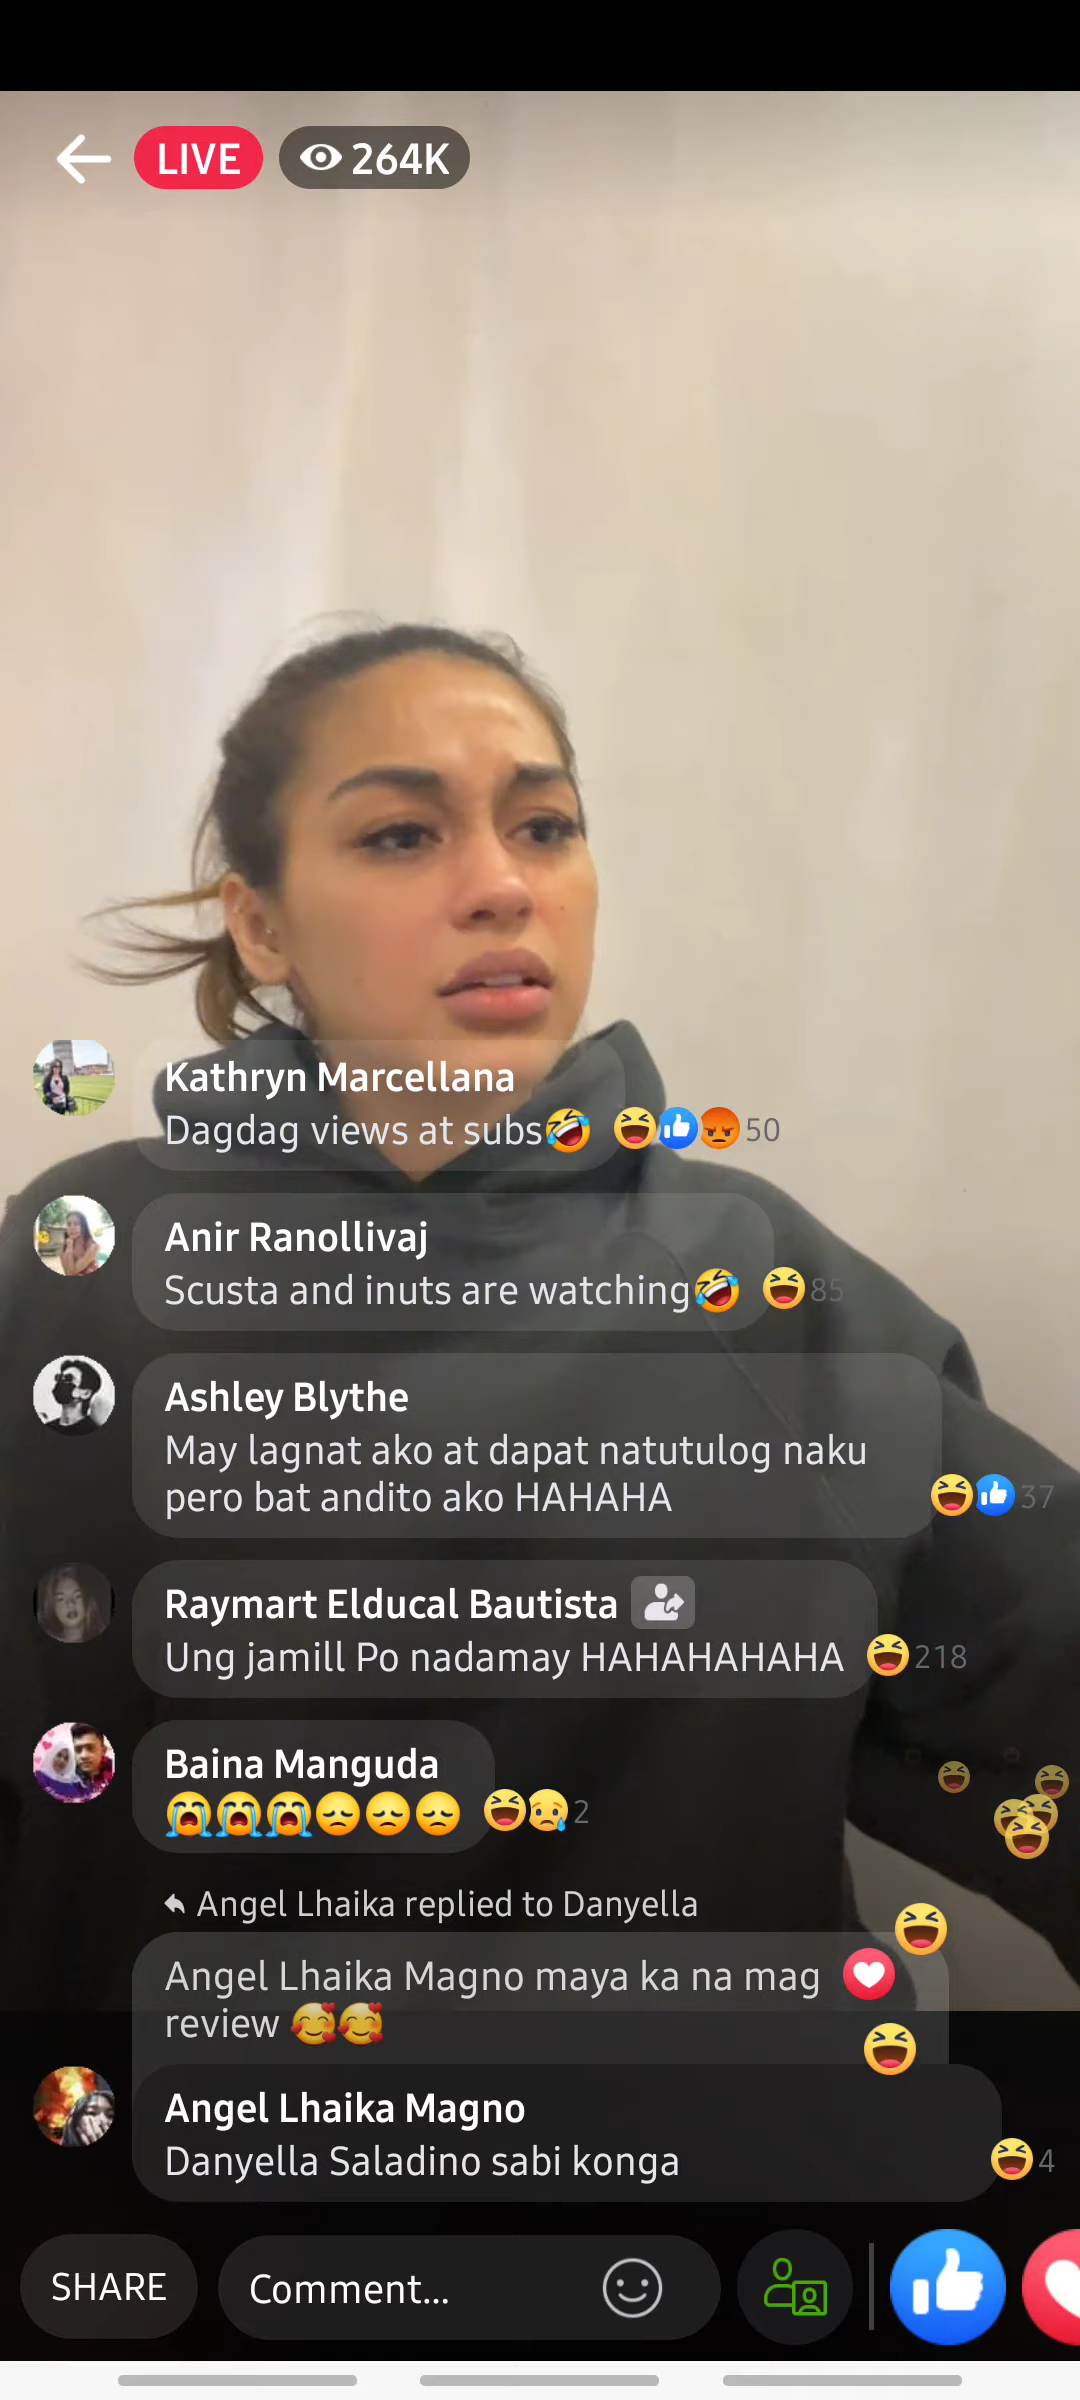 LIVE 264K
Kathryn Marcellana
Dagdag views at subs🤣 50
Anir Ranollivaj
Scusta and inuts are watching🤣 85
Ashley Blythe
May lagnat ako at dapat natutulog naku
pero bat andito ako HAHAHA 37
Raymart Elducal Bautista
Ung jamill Po nadamay HAHAHAHAHA 218
Baina Manguda
😭😭😭😞😞😞 2
Angel Lhaika replied to Danyella
Angel Lhaika Magno maya ka na mag
review 🥰🥰
Angel Lhaika Magno
Danyella Saladino sabi konga 4
SHARE Comment...